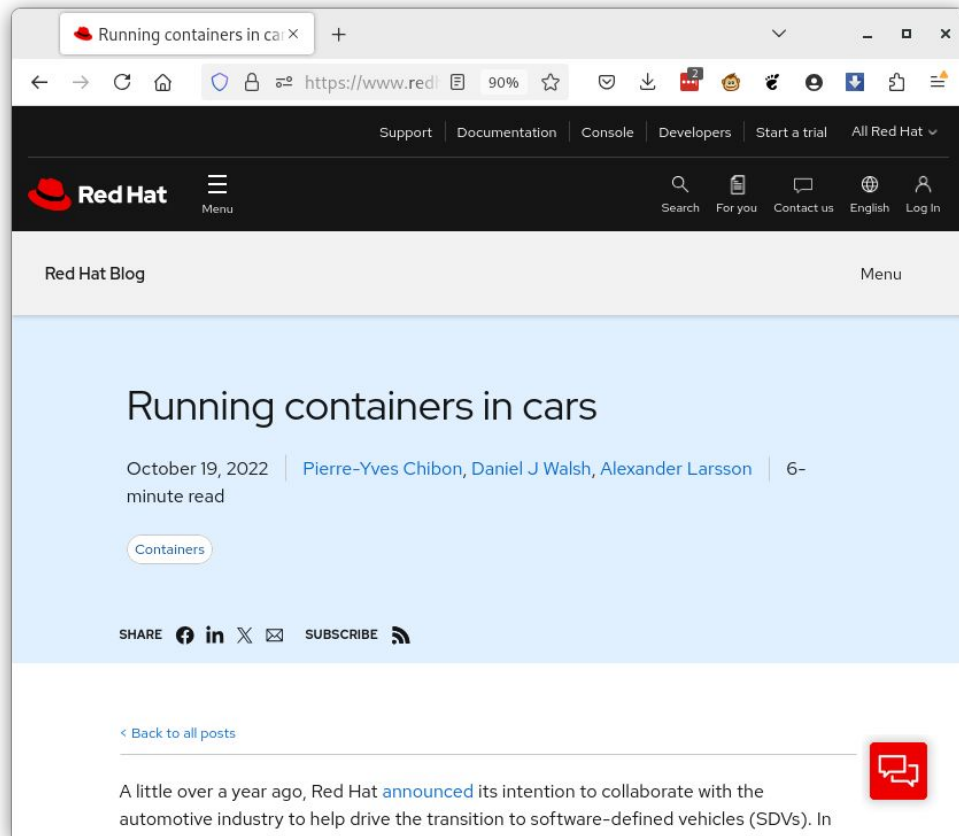 Running containers in ca
2
https://www.redh
90%
Support
Documentation
Console
Developers
Start a trial
All Red Hat
Red Hat
Menu
Search
For you
Contact us
English
Log In
Red Hat Blog
Menu
Running containers in cars
October 19, 2022 Pierre-Yves Chibon, Daniel J Walsh, Alexander Larsson 6-
minute read
Containers
SHARE
SUBSCRIBE
< Back to all posts
A little over a year ago, Red Hat announced its intention to collaborate with the
automotive industry to help drive the transition to software-defined vehicles (SDVs). In